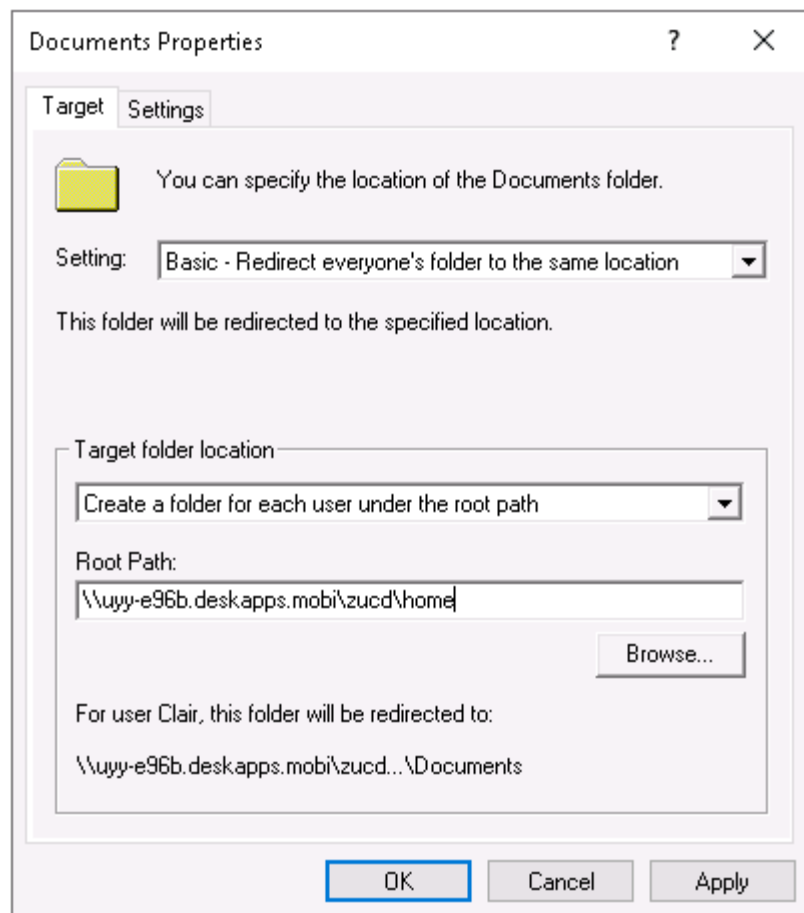 Documents Properties
Target
Settings
You can specify the location of the Documents folder.
Setting: Basic - Redirect everyone's folder to the same location
This folder will be redirected to the specified location.
Target folder location
Create a folder for each user under the root path
Root Path:
\\uyy-e96b.deskapps.mobi\zucd\home
Browse...
For user Clair, this folder will be redirected to:
\\uyy-e96b.deskapps.mobi\zucd...\Documents
OK
Cancel
Apply